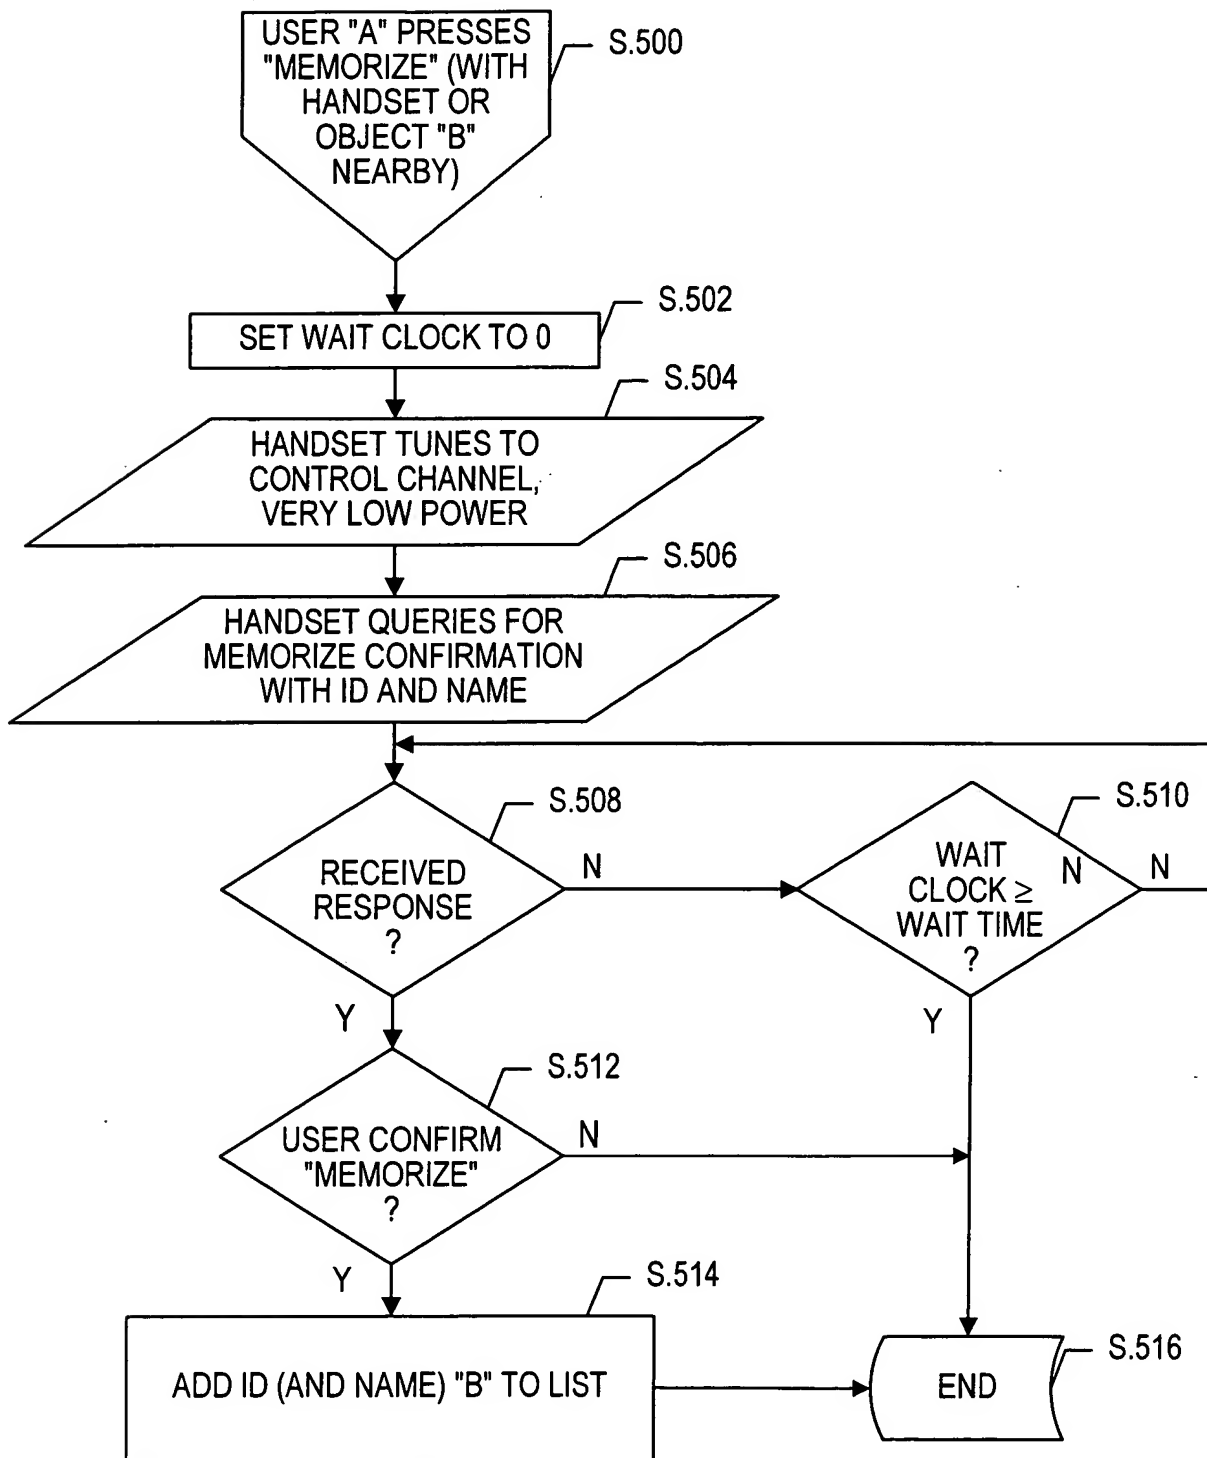 USER "A" PRESSES
"MEMORIZE" (WITH
HANDSET OR
OBJECT "B"
NEARBY)
S.500
SET WAIT CLOCK TO 0
S.502
HANDSET TUNES TO
CONTROL CHANNEL,
VERY LOW POWER
S.504
HANDSET QUERIES FOR
MEMORIZE CONFIRMATION
WITH ID AND NAME
S.506
RECEIVED
RESPONSE
?
S.508
N
Y
WAIT
CLOCK ≥
WAIT TIME
?
S.510
N
N
Y
USER CONFIRM
"MEMORIZE"
?
S.512
N
Y
ADD ID (AND NAME) "B" TO LIST
S.514
END
S.516